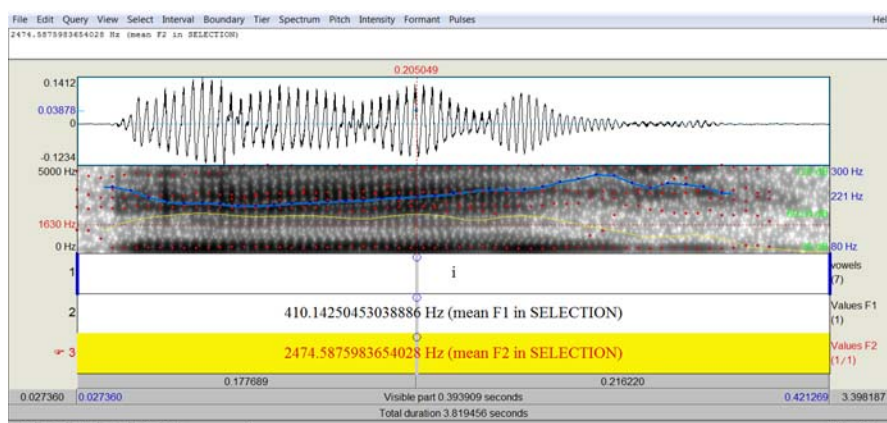 File Edit Query View Select Interval Boundary Tier Spectrum Pitch Intensity Formant Pulses Hel
2474.5875983654028 Hz (mean F2 in SELECTION)
0.205049
0.1412
0.03878
0
-0.1234
5000 Hz 300 Hz
221 Hz
1630 Hz
0 Hz 80 Hz
1 i vowels
(7)
2 410.14250453038886 Hz (mean F1 in SELECTION) Values F1
(1)
3 2474.5875983654028 Hz (mean F2 in SELECTION) Values F2
(1/1)
0.177689 0.216220
0.027360 0.027360 Visible part 0.393909 seconds 0.421269 3.398187
Total duration 3.819456 seconds